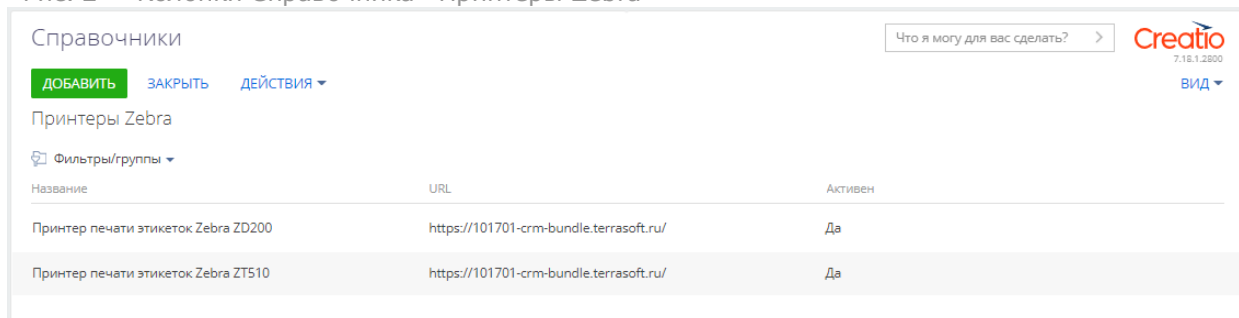 Справочники
Что я могу для вас сделать?
Creatio
7.18.1.2800
ДОБАВИТЬ ЗАКРЫТЬ ДЕЙСТВИЯ ВИД
Принтеры Zebra
Фильтры/группы
Название URL Активен
Принтер печати этикеток Zebra ZD200 https://101701-crm-bundle.terrasoft.ru/ Да
Принтер печати этикеток Zebra ZT510 https://101701-crm-bundle.terrasoft.ru/ Да